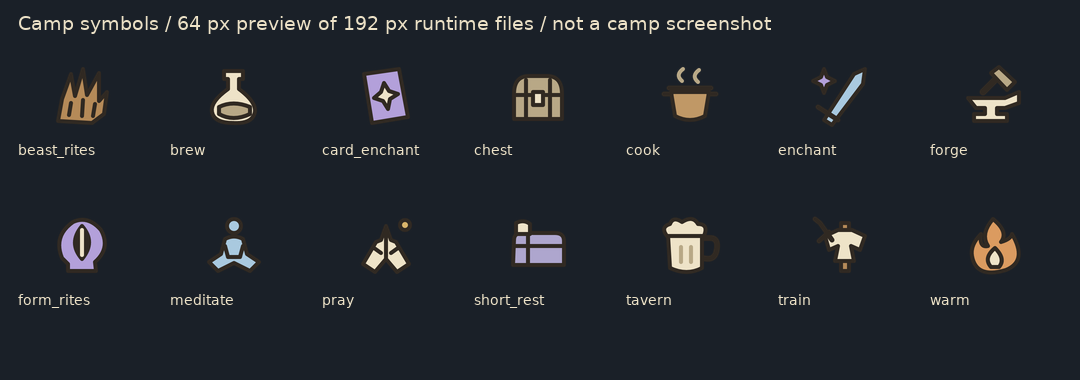 Camp symbols / 64 px preview of 192 px runtime files / not a camp screenshot
beast_rites brew card_enchant chest cook enchant forge
form_rites meditate pray short_rest tavern train warm